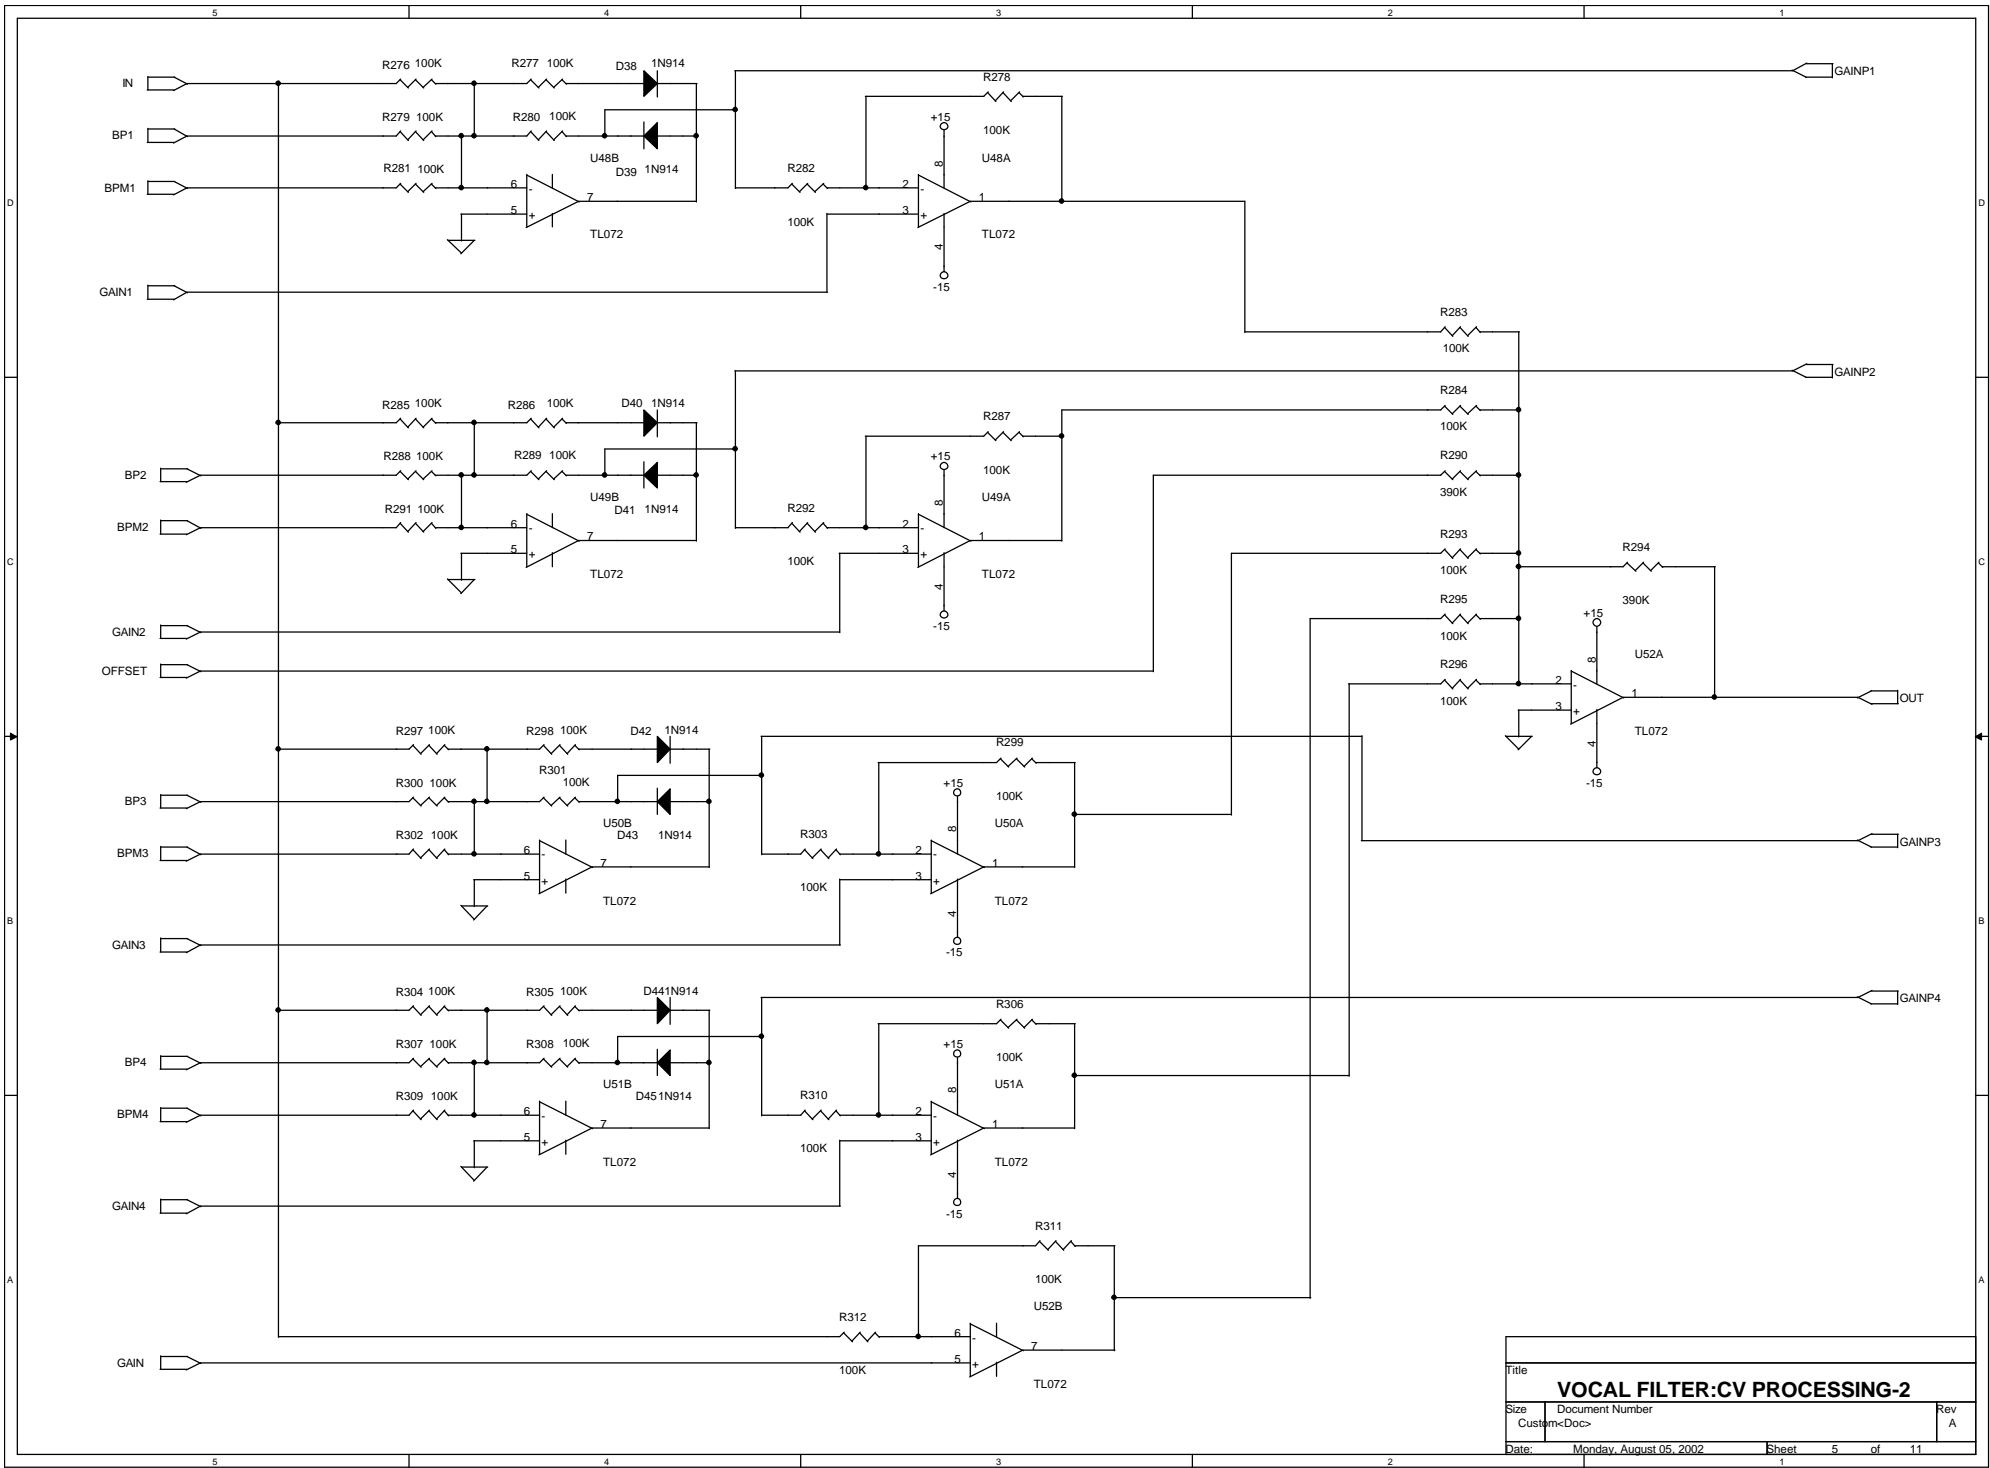 5 4 3 2 1
IN
R276 100K
R277 100K
D38 1N914
R278
GAINP1
+15
100K
BP1
R279 100K
R280 100K
U48B
D39 1N914
8
U48A
R282
BPM1
R281 100K
6 -
5 +
7
2 -
3 +
1
100K
D D
TL072
TL072
4
-15
GAIN1
R283
100K
GAINP2
R285 100K
R286 100K
D40 1N914
R287
R284
100K
+15
100K
R290
390K
BP2
R288 100K
R289 100K
U49B
D41 1N914
8
U49A
R292
BPM2
R291 100K
6 -
5 +
7
2 -
3 +
1
100K
R293
100K
R294
390K
C C
TL072
TL072
4
-15
GAIN2
R295
100K
+15
8
U52A
OFFSET
R296
100K
2 -
3 +
1
OUT
TL072
4
-15
R297 100K
R298 100K
D42 1N914
R299
R301
100K
+15
100K
BP3
R300 100K
U50B
D43 1N914
8
U50A
R303
GAINP3
BPM3
R302 100K
6 -
5 +
7
2 -
3 +
1
100K
TL072
TL072
B B
4
-15
GAIN3
R304 100K
R305 100K
D44 1N914
R306
GAINP4
+15
100K
BP4
R307 100K
R308 100K
U51B
D45 1N914
8
U51A
R310
BPM4
R309 100K
6 -
5 +
7
2 -
3 +
1
100K
TL072
TL072
4
-15
GAIN4
R311
100K
A A
U52B
R312
6 -
5 +
7
GAIN
100K
TL072
Title
VOCAL FILTER:CV PROCESSING-2
Size Document Number Rev
Custom <Doc> A
Date: Monday, August 05, 2002 Sheet 5 of 11
5 4 3 2 1